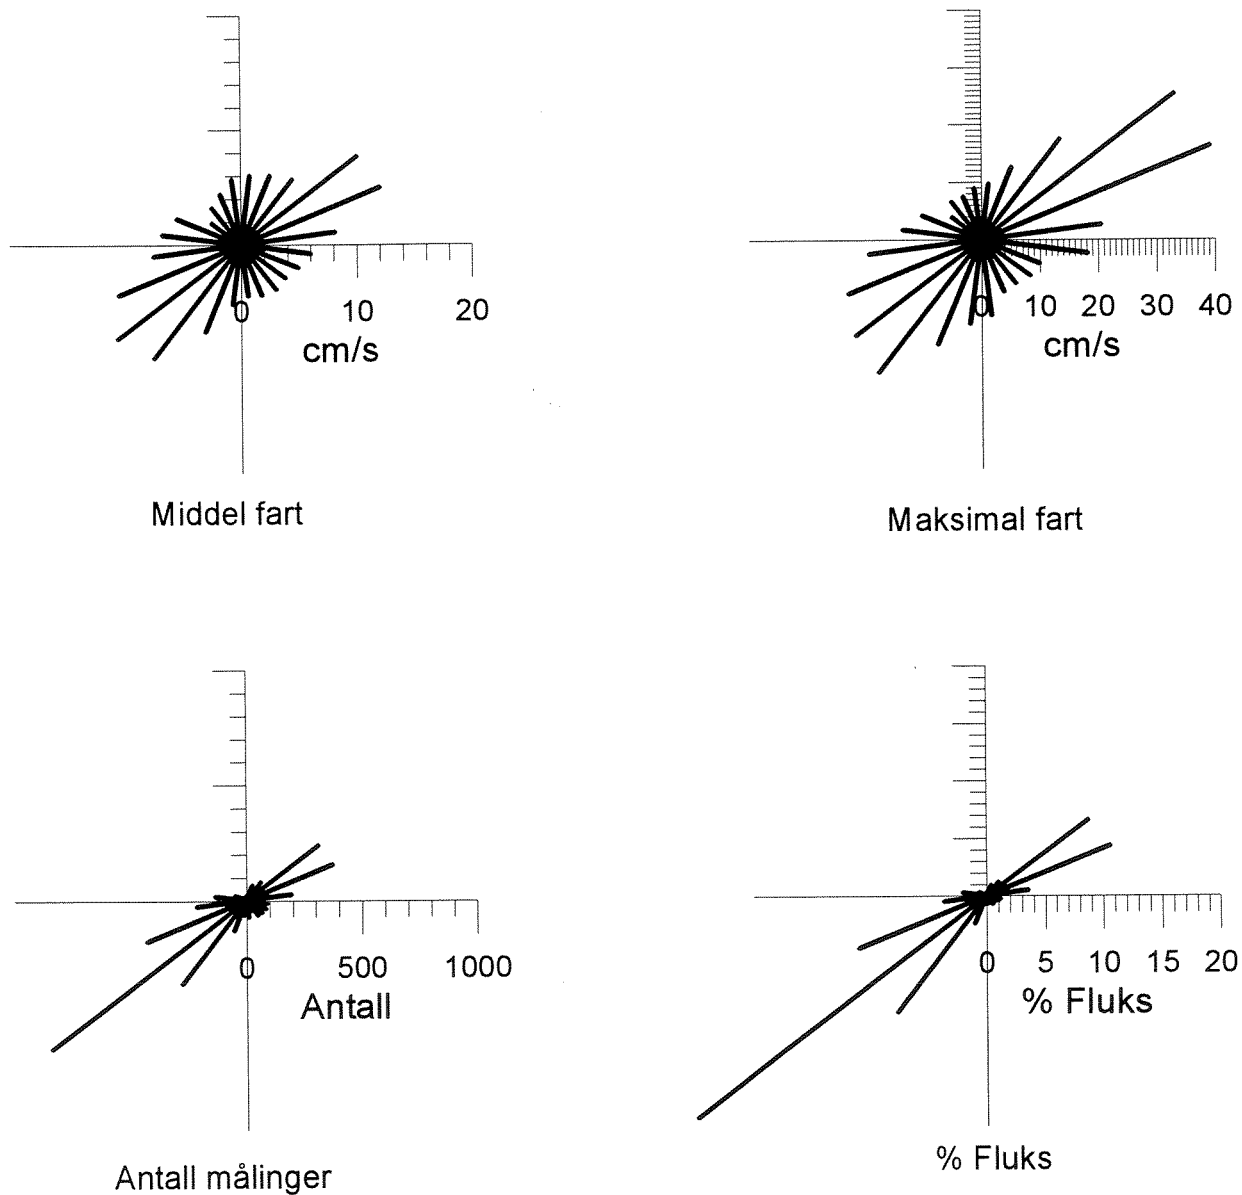 0 10 20
cm/s
Middel fart
0 10 20 30 40
cm/s
Maksimal fart
0 500 1000
Antall
Antall målinger
0 5 10 15 20
% Fluks
% Fluks